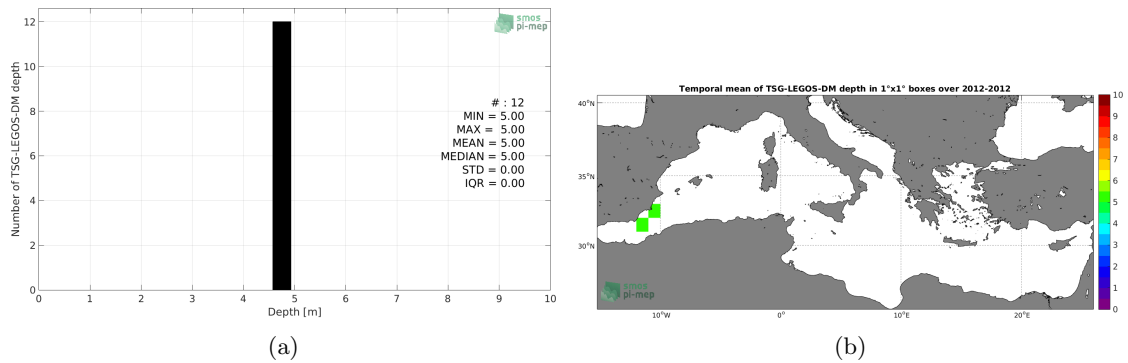 smos
pi-mep
12
10
8
6
4
2
0
Number of TSG-LEGOS-DM depth
# : 12
MIN = 5.00
MAX = 5.00
MEAN = 5.00
MEDIAN = 5.00
STD = 0.00
IQR = 0.00
0 1 2 3 4 5 6 7 8 9 10
Depth [m]
(a)
Temporal mean of TSG-LEGOS-DM depth in 1°x1° boxes over 2012-2012
40°N
35°N
30°N
10°W 0° 10°E 20°E
smos
pi-mep
10
9
8
7
6
5
4
3
2
1
0
(b)